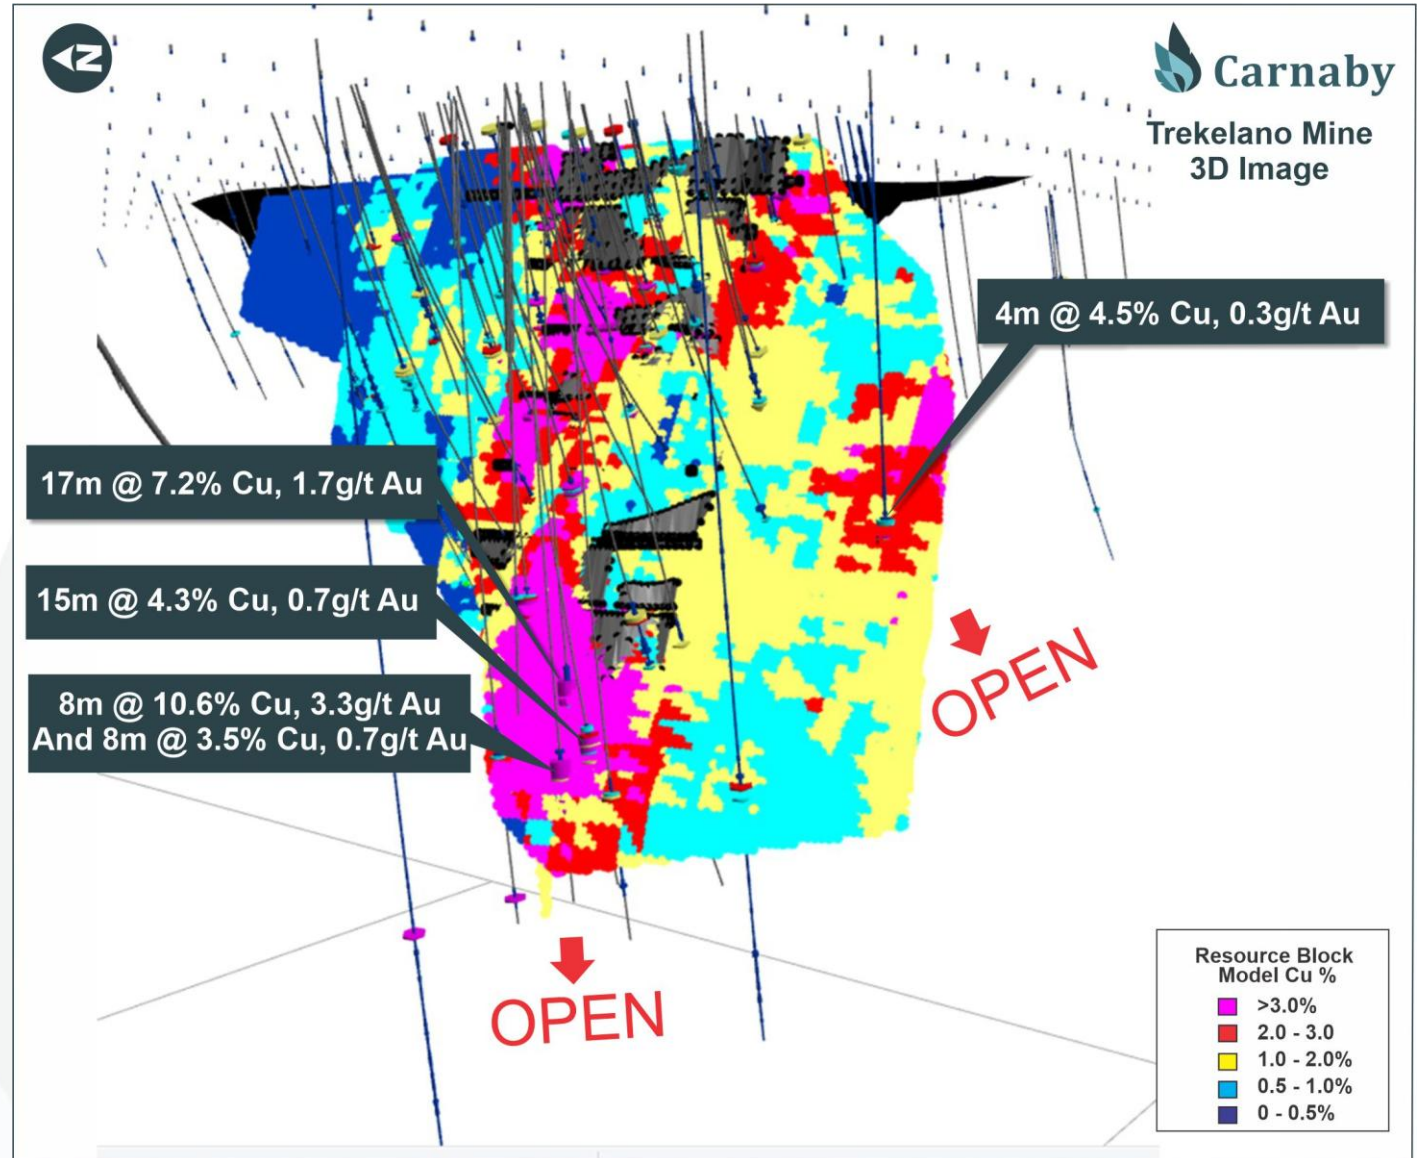 N
Carnaby
Trekelano Mine
3D Image
4m @ 4.5% Cu, 0.3g/t Au
17m @ 7.2% Cu, 1.7g/t Au
15m @ 4.3% Cu, 0.7g/t Au
8m @ 10.6% Cu, 3.3g/t Au
And 8m @ 3.5% Cu, 0.7g/t Au
OPEN
OPEN
Resource Block
Model Cu %
>3.0%
2.0 - 3.0
1.0 - 2.0%
0.5 - 1.0%
0 - 0.5%